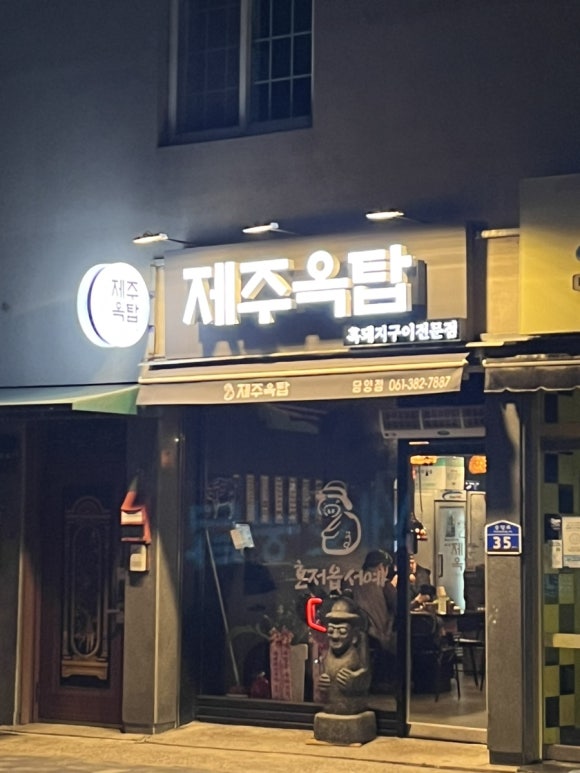 제주
옥탑
제주옥탑
흑돼지구이전문점
제주옥탑 담양점 061-382-7887
혼저옵서예
35